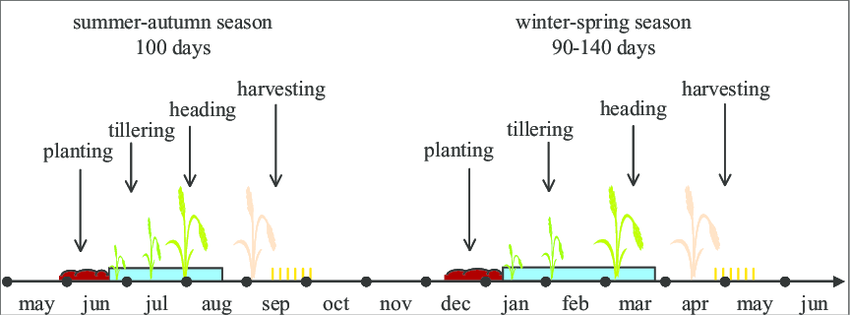 summer-autumn season
100 days
winter-spring season
90-140 days
planting
tillering
heading
harvesting
planting
tillering
heading
harvesting
may jun jul aug sep oct nov dec jan feb mar apr may jun